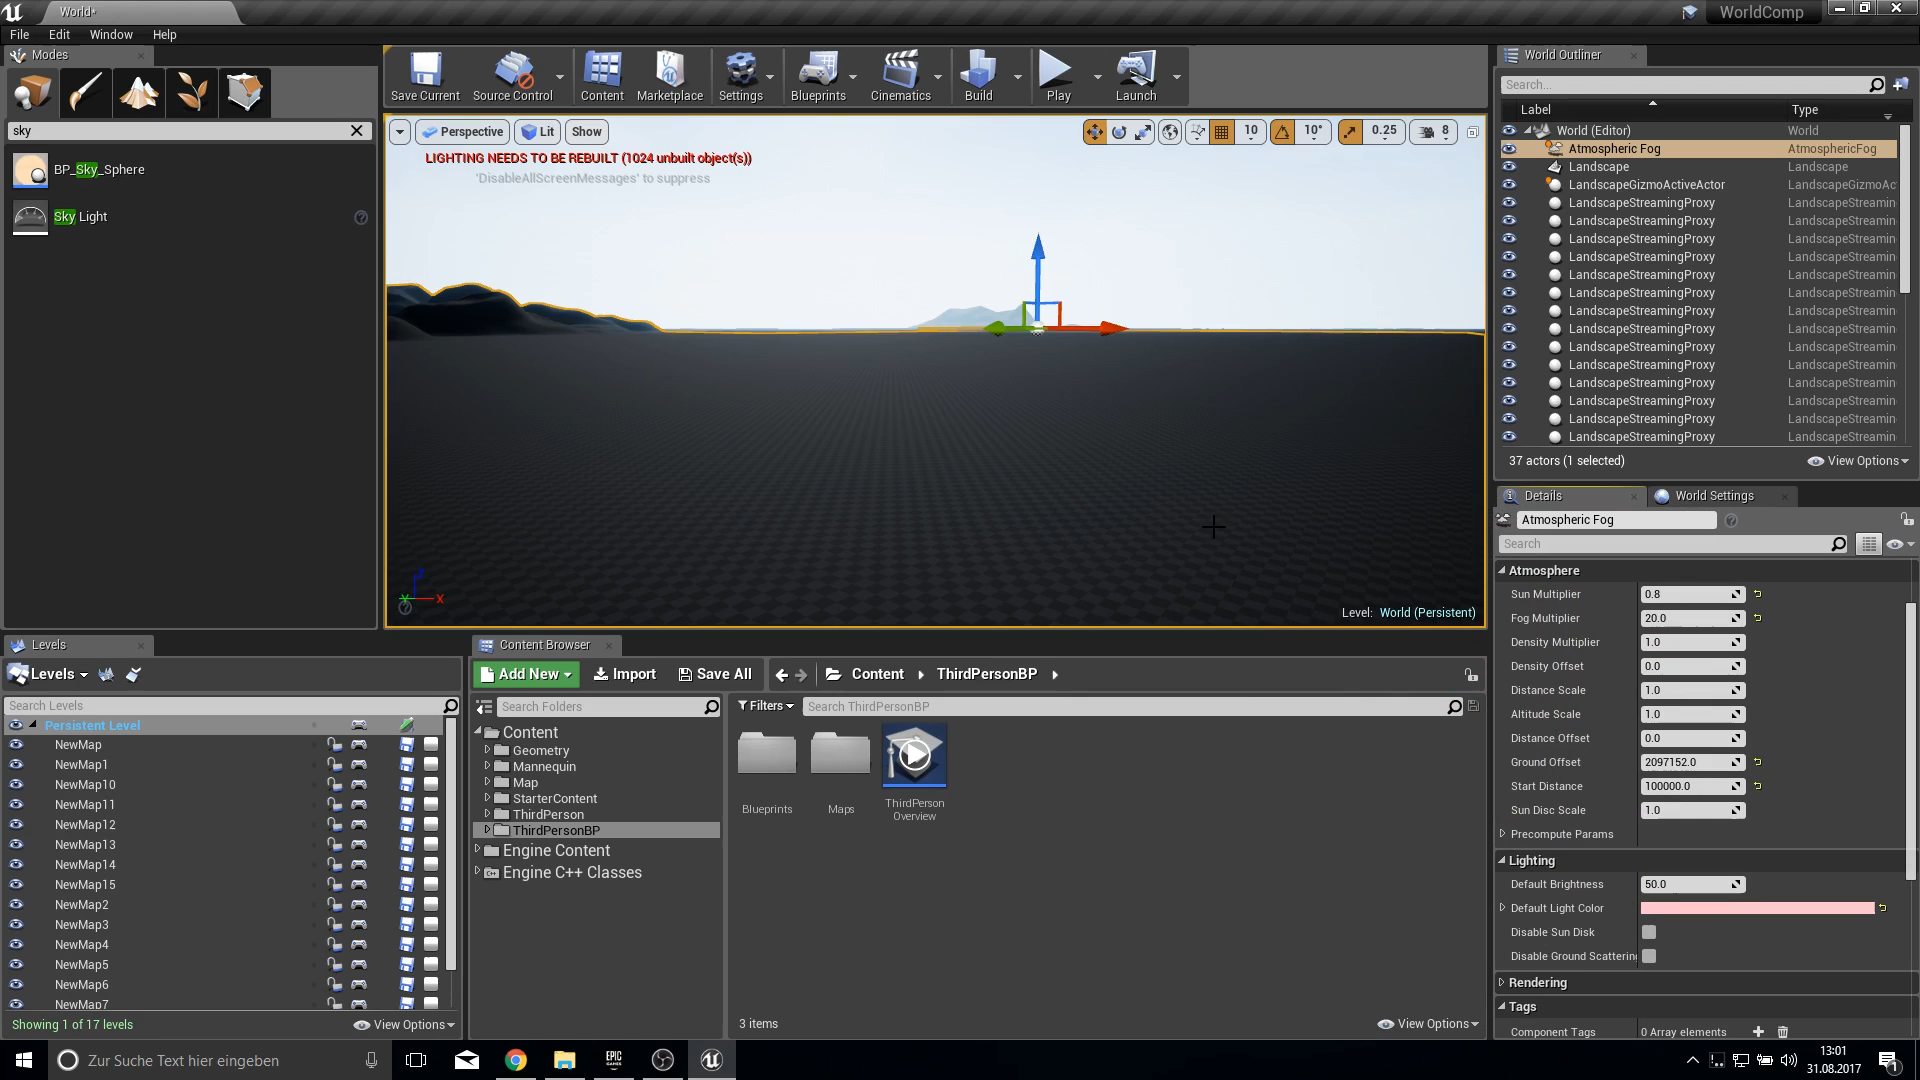 World*
WorldComp
File Edit Window Help
Modes
World Outliner
Save Current
Source Control
Content
Marketplace
Settings
Blueprints
Cinematics
Build
Play
Launch
sky
BP_Sky_Sphere
Sky Light
Perspective
Lit
Show
10
10°
0.25
8
LIGHTING NEEDS TO BE REBUILT (1024 unbuilt object(s))
'DisableAllScreenMessages' to suppress
X
Level: World (Persistent)
Search...
Label Type
World (Editor) World
Atmospheric Fog AtmosphericFog
Landscape Landscape
LandscapeGizmoActiveActor LandscapeGizmoAc
LandscapeStreamingProxy LandscapeStreamin
LandscapeStreamingProxy LandscapeStreamin
LandscapeStreamingProxy LandscapeStreamin
LandscapeStreamingProxy LandscapeStreamin
LandscapeStreamingProxy LandscapeStreamin
LandscapeStreamingProxy LandscapeStreamin
LandscapeStreamingProxy LandscapeStreamin
LandscapeStreamingProxy LandscapeStreamin
LandscapeStreamingProxy LandscapeStreamin
LandscapeStreamingProxy LandscapeStreamin
LandscapeStreamingProxy LandscapeStreamin
LandscapeStreamingProxy LandscapeStreamin
LandscapeStreamingProxy LandscapeStreamin
LandscapeStreamingProxy LandscapeStreamin
37 actors (1 selected)
View Options
Details
World Settings
Atmospheric Fog
Search
Atmosphere
Sun Multiplier 0.8
Fog Multiplier 20.0
Density Multiplier 1.0
Density Offset 0.0
Distance Scale 1.0
Altitude Scale 1.0
Distance Offset 0.0
Ground Offset 2097152.0
Start Distance 100000.0
Sun Disc Scale 1.0
Precompute Params
Lighting
Default Brightness 50.0
Default Light Color
Disable Sun Disk
Disable Ground Scattering
Rendering
Tags
Component Tags 0 Array elements
Levels
Levels
Search Levels
Persistent Level
NewMap
NewMap1
NewMap10
NewMap11
NewMap12
NewMap13
NewMap14
NewMap15
NewMap2
NewMap3
NewMap4
NewMap5
NewMap6
NewMap7
Showing 1 of 17 levels
View Options
Content Browser
Add New
Import
Save All
Content
ThirdPersonBP
Search Folders
Filters
Search ThirdPersonBP
Content
Geometry
Mannequin
Map
StarterContent
ThirdPerson
ThirdPersonBP
Engine Content
Engine C++ Classes
Blueprints
Maps
ThirdPerson
Overview
3 items
View Options
Zur Suche Text hier eingeben
EPIC
GAMES
13:01
31.08.2017
1